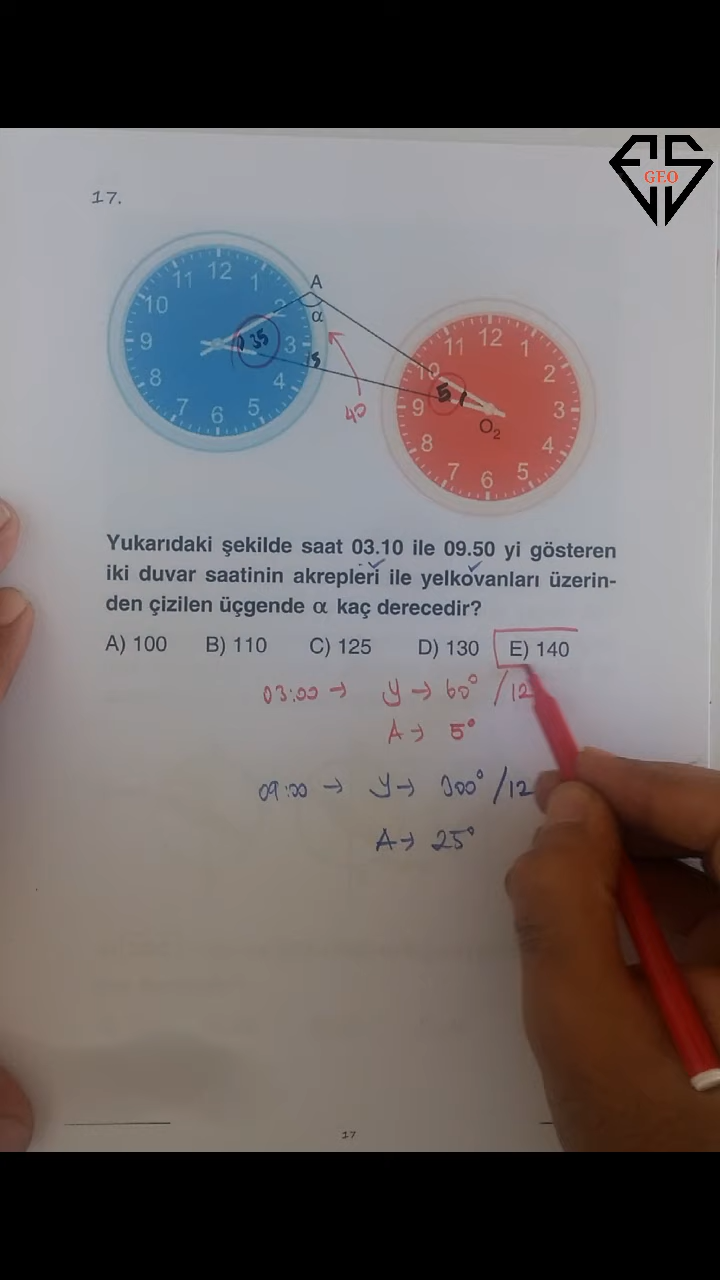 ES
GEO
17.
12
11
1
10
2
9
3
8
4
7
5
6
35
A
α
5
40
12
11
1
10
2
9
3
8
4
7
5
6
5
O₂
Yukarıdaki şekilde saat 03.10 ile 09.50 yi gösteren
iki duvar saatinin akrepleri ile yelkovanları üzerin-
den çizilen üçgende α kaç derecedir?
A) 100 B) 110 C) 125 D) 130 E) 140
03:00 → Y → 60° /12
A → 5°
09:00 → Y → 300° /12
A → 25°
17